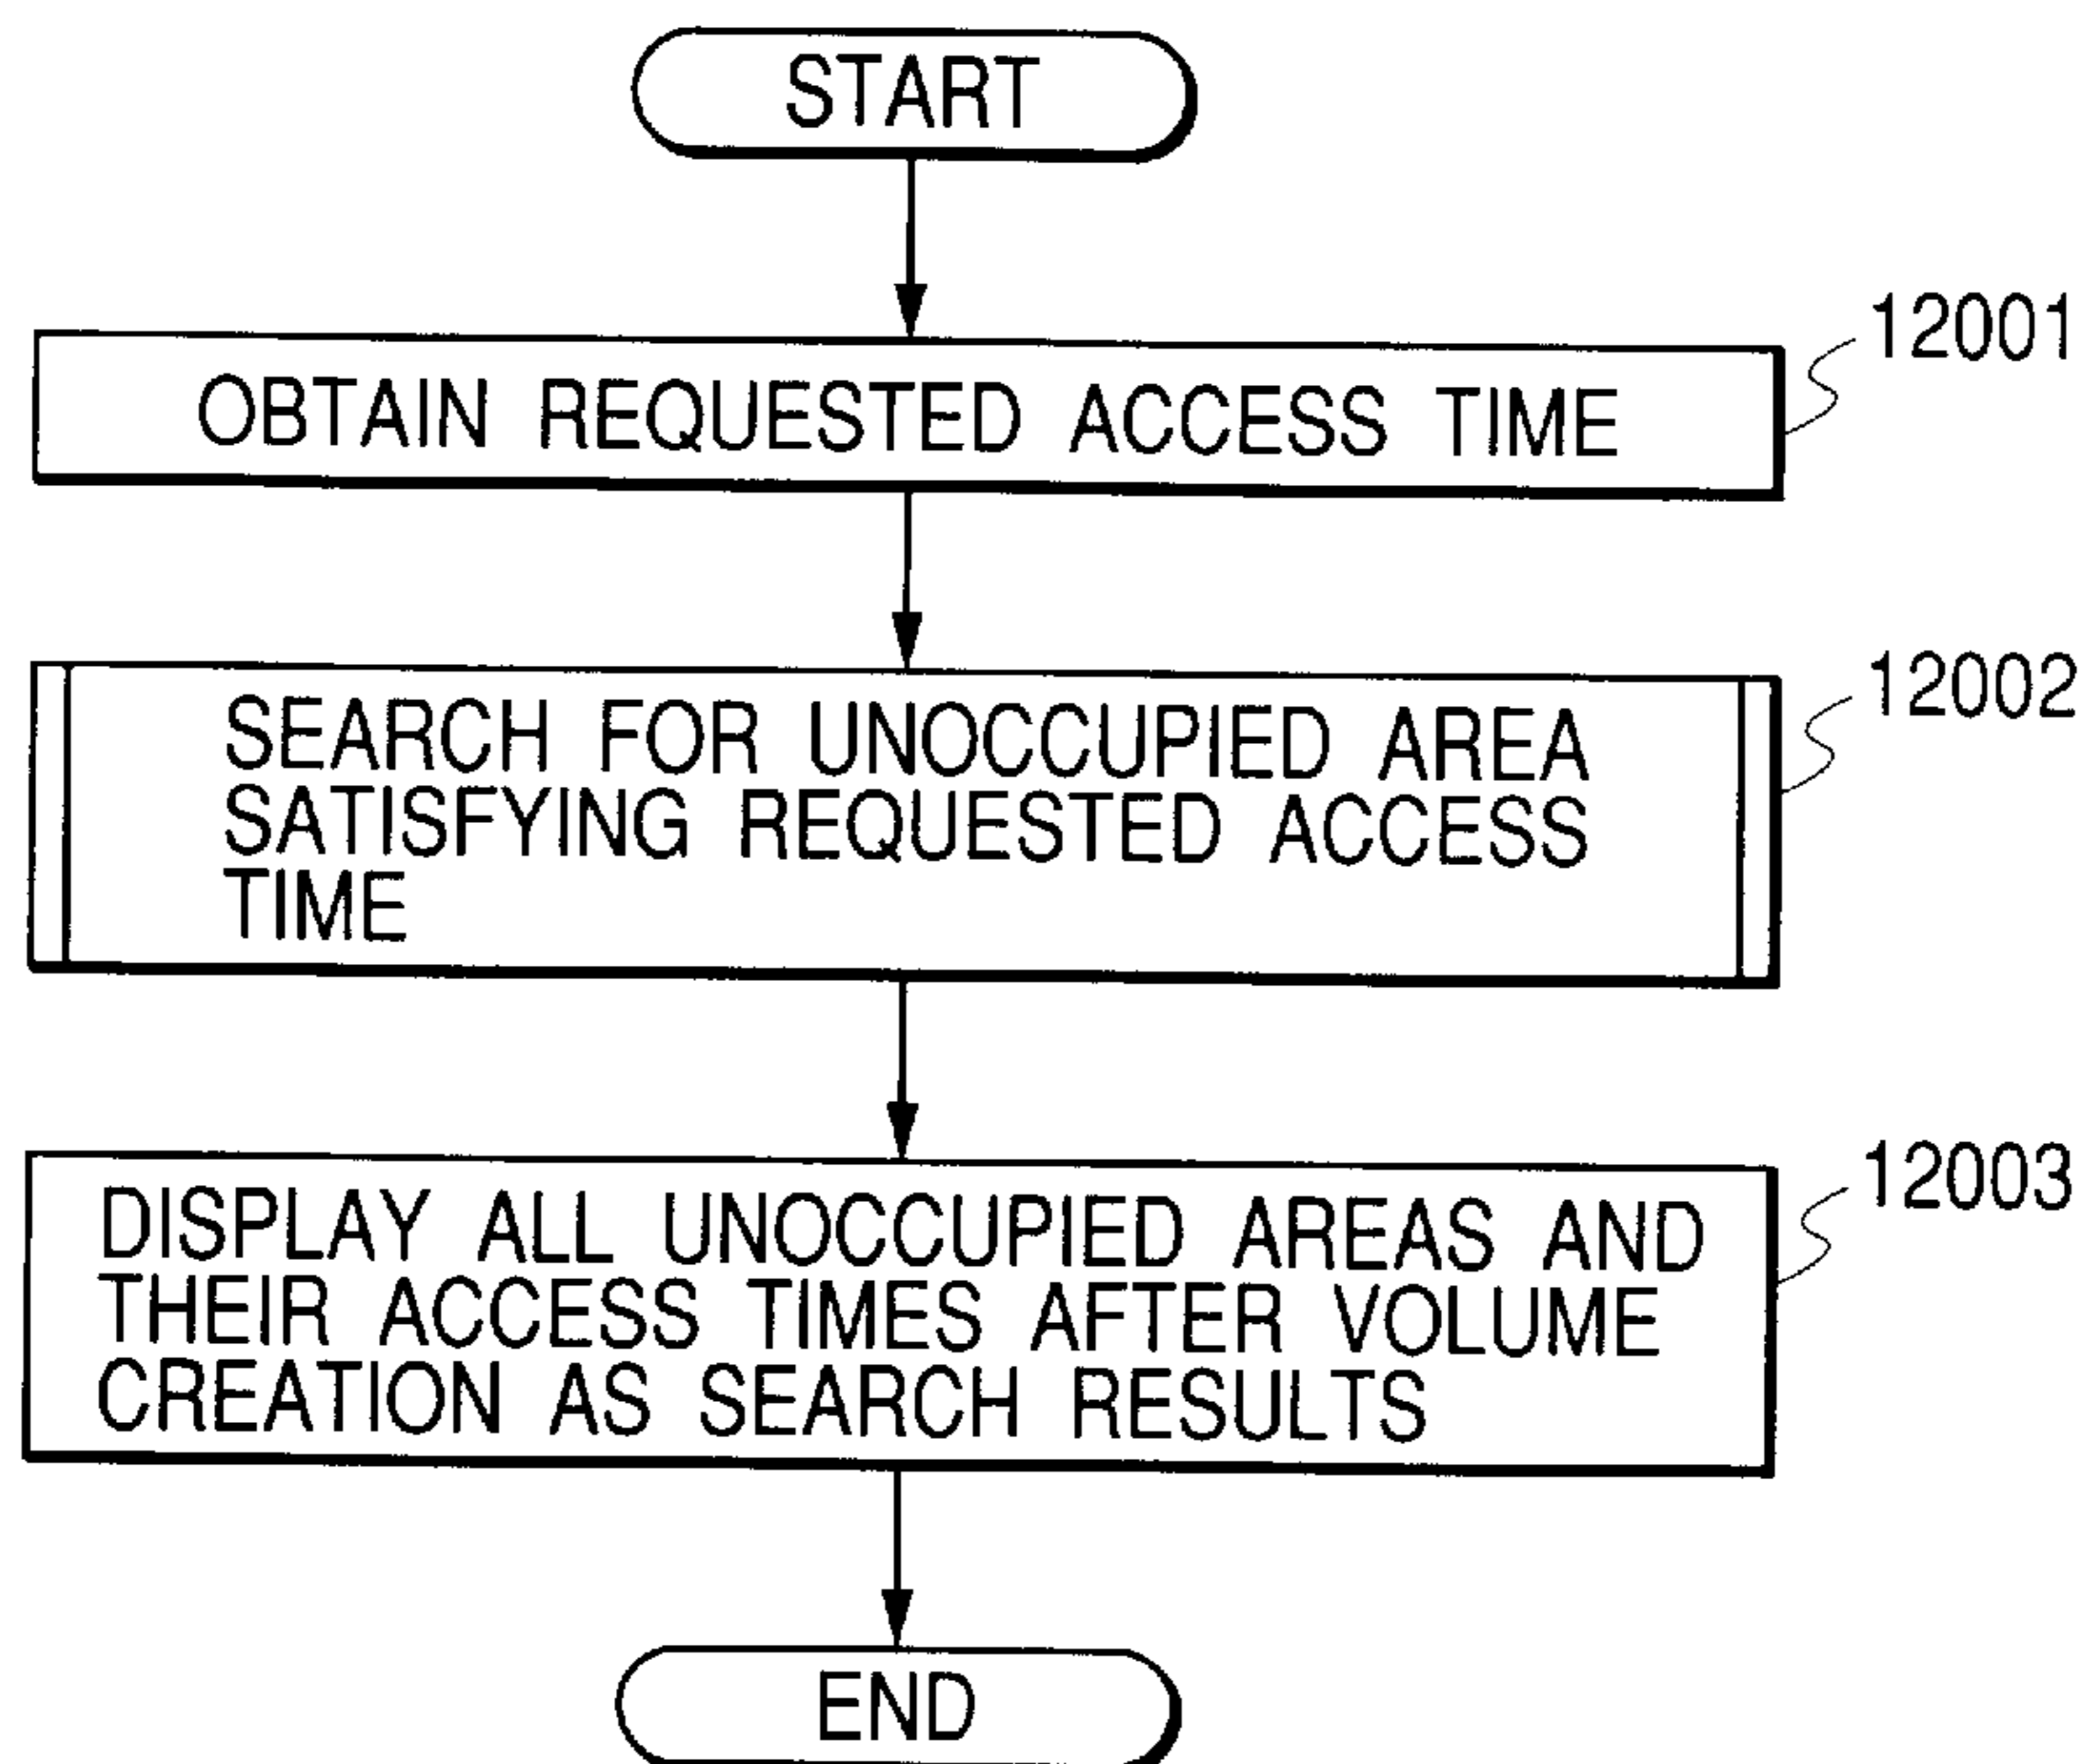 START
12001
OBTAIN REQUESTED ACCESS TIME
12002
SEARCH FOR UNOCCUPIED AREA
SATISFYING REQUESTED ACCESS
TIME
12003
DISPLAY ALL UNOCCUPIED AREAS AND
THEIR ACCESS TIMES AFTER VOLUME
CREATION AS SEARCH RESULTS
END